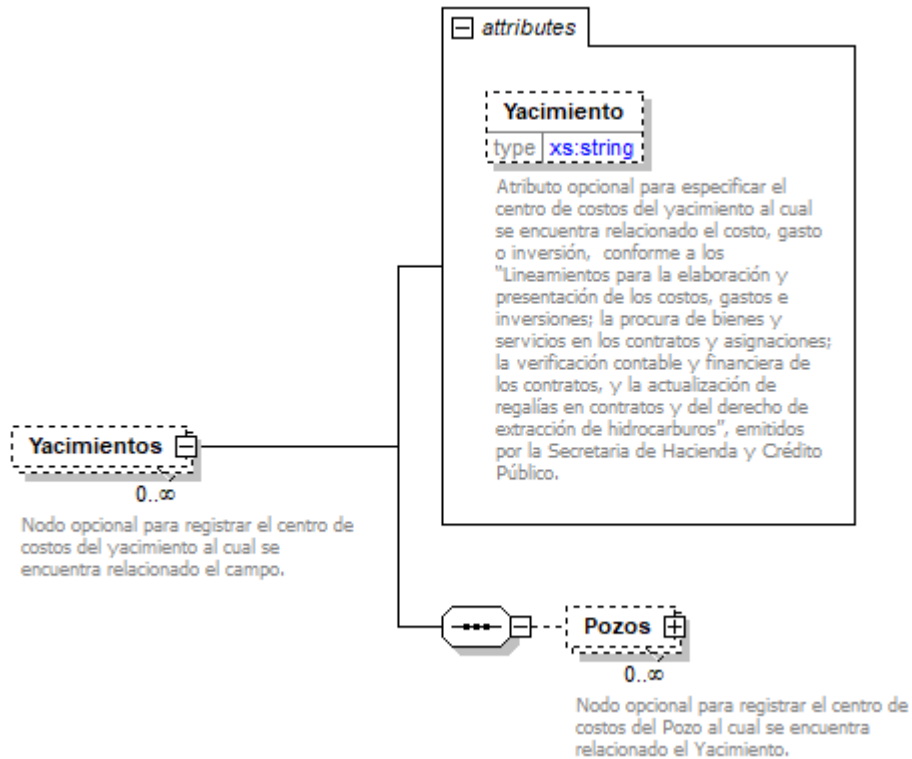 attributes
Yacimiento
type xs:string
Atributo opcional para especificar el
centro de costos del yacimiento al cual
se encuentra relacionado el costo, gasto
o inversión, conforme a los
"Lineamientos para la elaboración y
presentación de los costos, gastos e
inversiones; la procura de bienes y
servicios en los contratos y asignaciones;
la verificación contable y financiera de
los contratos, y la actualización de
regalías en contratos y del derecho de
extracción de hidrocarburos", emitidos
por la Secretaria de Hacienda y Crédito
Público.
Yacimientos
0..∞
Nodo opcional para registrar el centro de
costos del yacimiento al cual se
encuentra relacionado el campo.
Pozos
0..∞
Nodo opcional para registrar el centro de
costos del Pozo al cual se encuentra
relacionado el Yacimiento.